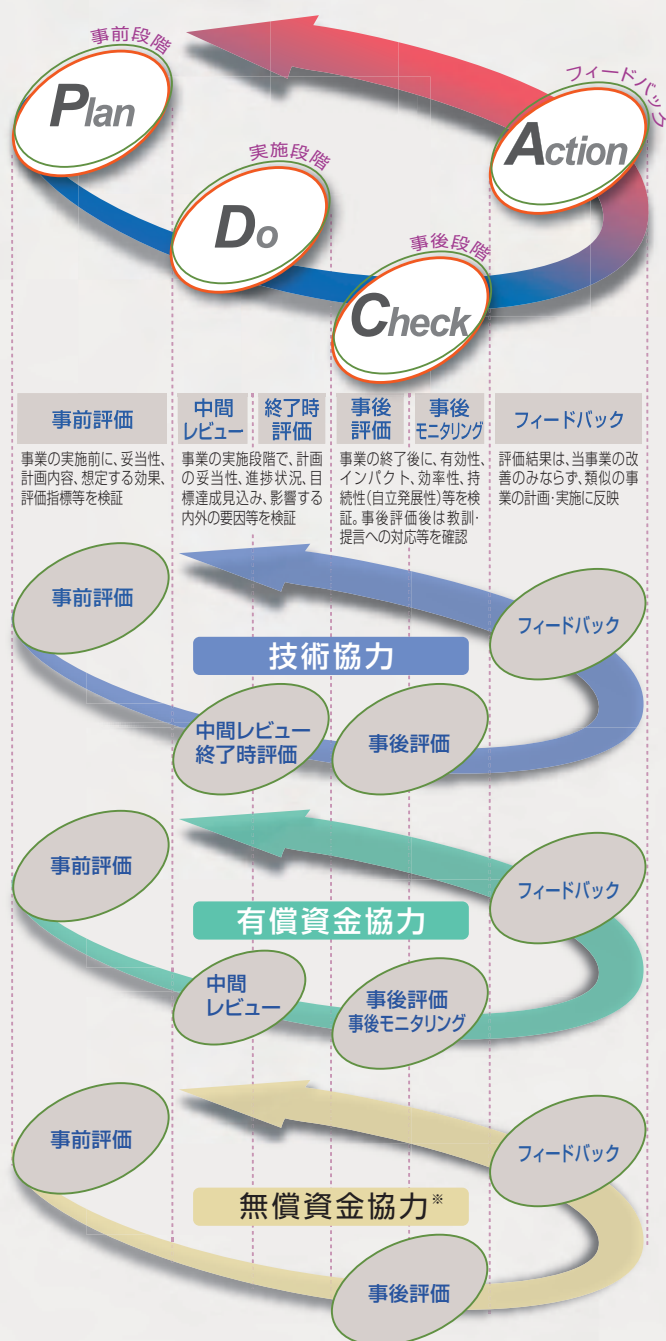 事前段階
Plan
フィードバック
Action
実施段階
Do
事後段階
Check
事前評価
事業の実施前に、妥当性、
計画内容、想定する効果、
評価指標等を検証
中間
レビュー
終了時
評価
事業の実施段階で、計画
の妥当性、進捗状況、目
標達成見込み、影響する
内外の要因等を検証
事後
評価
事後
モニタリング
事業の終了後に、有効性、
インパクト、効率性、持
続性(自立発展性)等を検
証。事後評価後は教訓・
提言への対応等を確認
フィードバック
評価結果は、当事業の改
善のみならず、類似の事
業の計画・実施に反映
事前評価
フィードバック
技術協力
中間レビュー
終了時評価
事後評価
事前評価
フィードバック
有償資金協力
中間
レビュー
事後評価
事後モニタリング
事前評価
フィードバック
無償資金協力※
事後評価